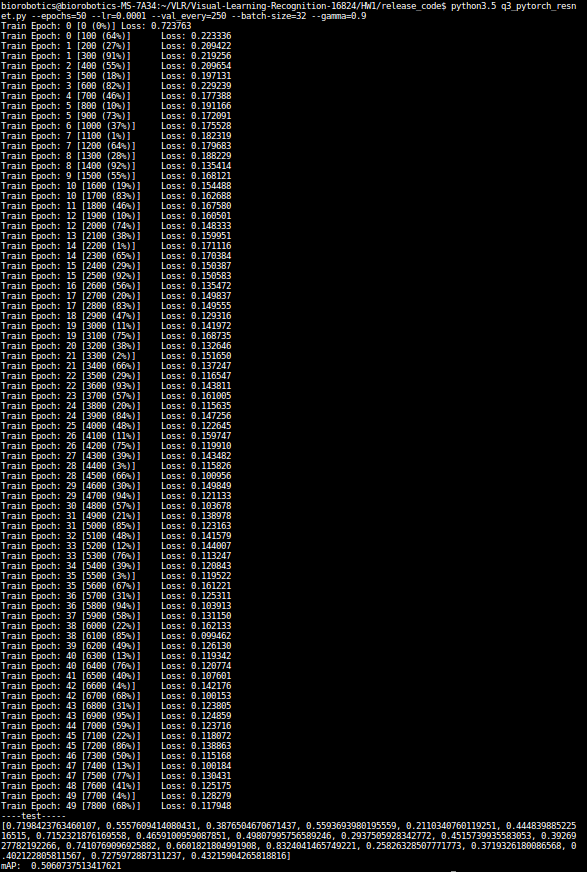 biorobotics@biorobotics-MS-7A34:~/VLR/Visual-Learning-Recognition-16824/HW1/release_code$ python3.5 q3_pytorch_resn
et.py --epochs=50 --lr=0.0001 --val_every=250 --batch-size=32 --gamma=0.9
Train Epoch: 0 [0 (0%)] Loss: 0.723763
Train Epoch: 0 [100 (64%)] Loss: 0.223336
Train Epoch: 1 [200 (27%)] Loss: 0.209422
Train Epoch: 1 [300 (91%)] Loss: 0.219256
Train Epoch: 2 [400 (55%)] Loss: 0.209654
Train Epoch: 3 [500 (18%)] Loss: 0.197131
Train Epoch: 3 [600 (82%)] Loss: 0.229239
Train Epoch: 4 [700 (46%)] Loss: 0.177388
Train Epoch: 5 [800 (10%)] Loss: 0.191166
Train Epoch: 5 [900 (73%)] Loss: 0.172091
Train Epoch: 6 [1000 (37%)] Loss: 0.175528
Train Epoch: 7 [1100 (1%)] Loss: 0.182319
Train Epoch: 7 [1200 (64%)] Loss: 0.179683
Train Epoch: 8 [1300 (28%)] Loss: 0.188229
Train Epoch: 8 [1400 (92%)] Loss: 0.135414
Train Epoch: 9 [1500 (55%)] Loss: 0.168121
Train Epoch: 10 [1600 (19%)] Loss: 0.154488
Train Epoch: 10 [1700 (83%)] Loss: 0.162688
Train Epoch: 11 [1800 (46%)] Loss: 0.167580
Train Epoch: 12 [1900 (10%)] Loss: 0.160501
Train Epoch: 12 [2000 (74%)] Loss: 0.148333
Train Epoch: 13 [2100 (38%)] Loss: 0.159951
Train Epoch: 14 [2200 (1%)] Loss: 0.171116
Train Epoch: 14 [2300 (65%)] Loss: 0.170384
Train Epoch: 15 [2400 (29%)] Loss: 0.150387
Train Epoch: 15 [2500 (92%)] Loss: 0.150583
Train Epoch: 16 [2600 (56%)] Loss: 0.135472
Train Epoch: 17 [2700 (20%)] Loss: 0.149837
Train Epoch: 17 [2800 (83%)] Loss: 0.149555
Train Epoch: 18 [2900 (47%)] Loss: 0.129316
Train Epoch: 19 [3000 (11%)] Loss: 0.141972
Train Epoch: 19 [3100 (75%)] Loss: 0.168735
Train Epoch: 20 [3200 (38%)] Loss: 0.132646
Train Epoch: 21 [3300 (2%)] Loss: 0.151650
Train Epoch: 21 [3400 (66%)] Loss: 0.137247
Train Epoch: 22 [3500 (29%)] Loss: 0.116547
Train Epoch: 22 [3600 (93%)] Loss: 0.143811
Train Epoch: 23 [3700 (57%)] Loss: 0.161005
Train Epoch: 24 [3800 (20%)] Loss: 0.115635
Train Epoch: 24 [3900 (84%)] Loss: 0.147256
Train Epoch: 25 [4000 (48%)] Loss: 0.122645
Train Epoch: 26 [4100 (11%)] Loss: 0.159747
Train Epoch: 26 [4200 (75%)] Loss: 0.119910
Train Epoch: 27 [4300 (39%)] Loss: 0.143482
Train Epoch: 28 [4400 (3%)] Loss: 0.115826
Train Epoch: 28 [4500 (66%)] Loss: 0.100956
Train Epoch: 29 [4600 (30%)] Loss: 0.149849
Train Epoch: 29 [4700 (94%)] Loss: 0.121133
Train Epoch: 30 [4800 (57%)] Loss: 0.103678
Train Epoch: 31 [4900 (21%)] Loss: 0.138978
Train Epoch: 31 [5000 (85%)] Loss: 0.123163
Train Epoch: 32 [5100 (48%)] Loss: 0.141579
Train Epoch: 33 [5200 (12%)] Loss: 0.144007
Train Epoch: 33 [5300 (76%)] Loss: 0.113247
Train Epoch: 34 [5400 (39%)] Loss: 0.120843
Train Epoch: 35 [5500 (3%)] Loss: 0.119522
Train Epoch: 35 [5600 (67%)] Loss: 0.161221
Train Epoch: 36 [5700 (31%)] Loss: 0.125311
Train Epoch: 36 [5800 (94%)] Loss: 0.103913
Train Epoch: 37 [5900 (58%)] Loss: 0.131150
Train Epoch: 38 [6000 (22%)] Loss: 0.162133
Train Epoch: 38 [6100 (85%)] Loss: 0.099462
Train Epoch: 39 [6200 (49%)] Loss: 0.126130
Train Epoch: 40 [6300 (13%)] Loss: 0.119342
Train Epoch: 40 [6400 (76%)] Loss: 0.120774
Train Epoch: 41 [6500 (40%)] Loss: 0.107601
Train Epoch: 42 [6600 (4%)] Loss: 0.142176
Train Epoch: 42 [6700 (68%)] Loss: 0.100153
Train Epoch: 43 [6800 (31%)] Loss: 0.123805
Train Epoch: 43 [6900 (95%)] Loss: 0.124859
Train Epoch: 44 [7000 (59%)] Loss: 0.123716
Train Epoch: 45 [7100 (22%)] Loss: 0.118072
Train Epoch: 45 [7200 (86%)] Loss: 0.138863
Train Epoch: 46 [7300 (50%)] Loss: 0.115168
Train Epoch: 47 [7400 (13%)] Loss: 0.100184
Train Epoch: 47 [7500 (77%)] Loss: 0.130431
Train Epoch: 48 [7600 (41%)] Loss: 0.125175
Train Epoch: 49 [7700 (4%)] Loss: 0.128279
Train Epoch: 49 [7800 (68%)] Loss: 0.117948
----test-----
[0.7198423763460107, 0.5557609414080431, 0.3876504670671437, 0.5593693980195559, 0.2110340760119251, 0.444839885225
16515, 0.7152321876169558, 0.4659100959087851, 0.49807995756589246, 0.2937505928342772, 0.4515739935583053, 0.39269
27782192266, 0.7410769096925882, 0.6601821804991908, 0.8324041465749221, 0.25826328507771773, 0.3719326180086568, 0
.402122805811567, 0.7275972887311237, 0.43215904265818816]
mAP:  0.5060737513417621